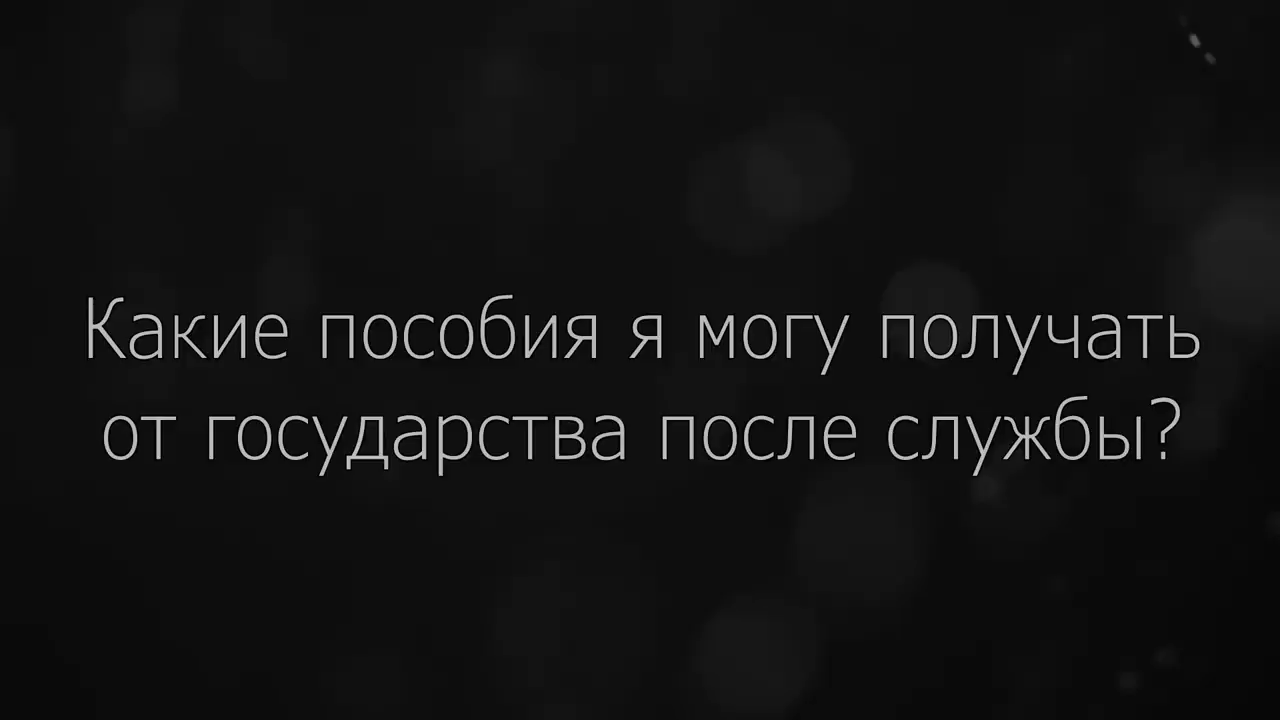 Какие пособия я могу получать
от государства после службы?